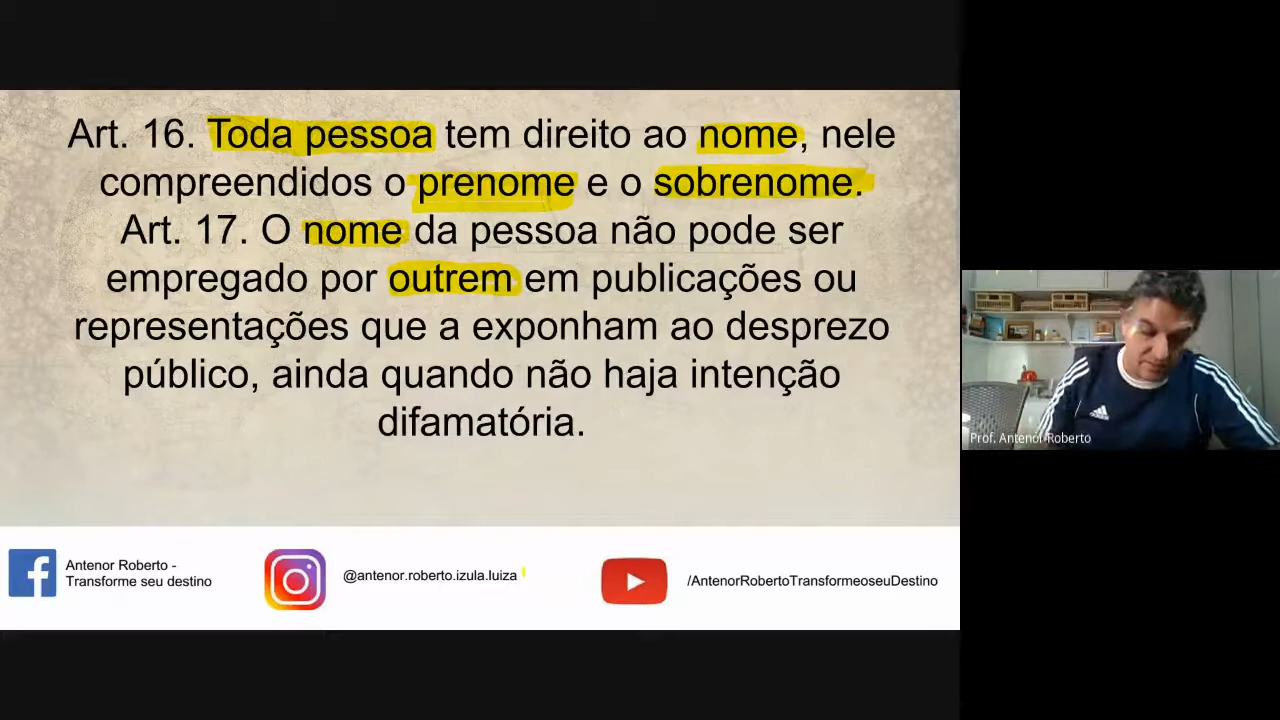 Art. 16. Toda pessoa tem direito ao nome, nele
compreendidos o prenome e o sobrenome.
Art. 17. O nome da pessoa não pode ser
empregado por outrem em publicações ou
representações que a exponham ao desprezo
público, ainda quando não haja intenção
difamatória.
Antenor Roberto -
Transforme seu destino
@antenor.roberto.izula.luiza
/AntenorRobertoTransformeoseuDestino
Prof. Antenor Roberto